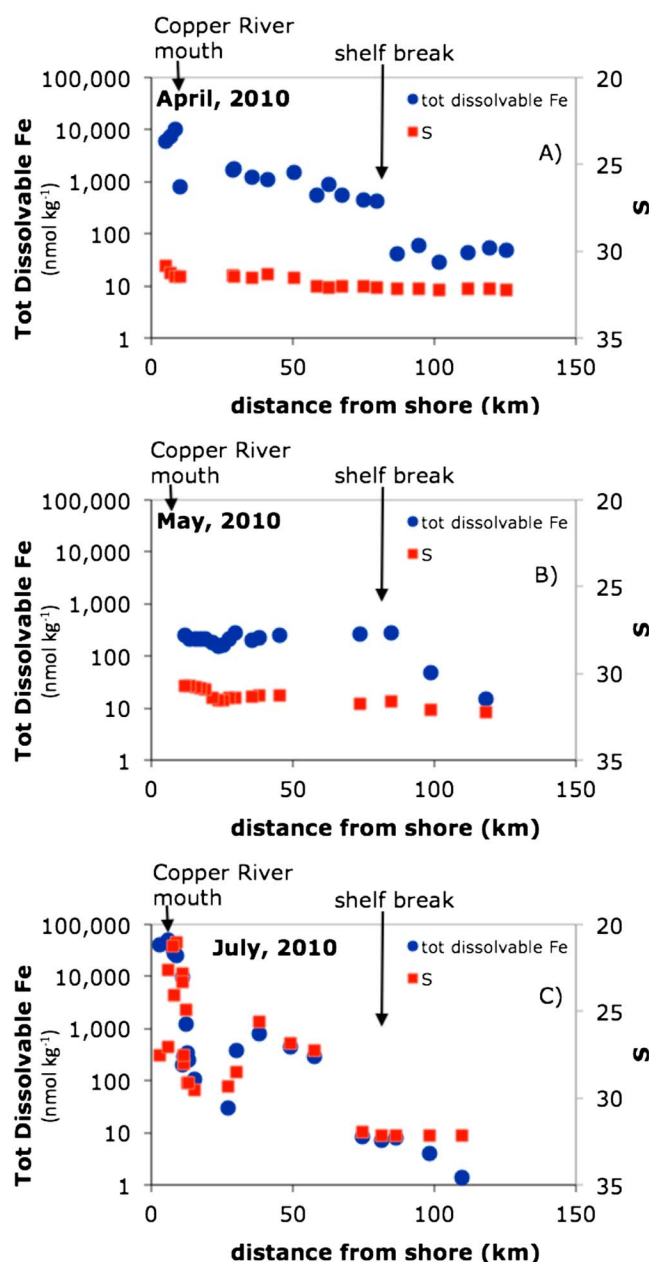 Copper River
mouth
shelf break
100,000
10,000
1,000
100
10
1
Tot Dissolvable Fe
(nmol kg-1)
April, 2010
tot dissolvable Fe
S
A)
20
25
30
35
S
0
50
100
150
distance from shore (km)
Copper River
mouth
shelf break
100,000
10,000
1,000
100
10
1
Tot Dissolvable Fe
(nmol kg-1)
May, 2010
tot dissolvable Fe
S
B)
20
25
30
35
S
0
50
100
150
distance from shore (km)
Copper River
mouth
shelf break
100,000
10,000
1,000
100
10
1
Tot Dissolvable Fe
(nmol kg-1)
July, 2010
tot dissolvable Fe
S
C)
20
25
30
35
S
0
50
100
150
distance from shore (km)